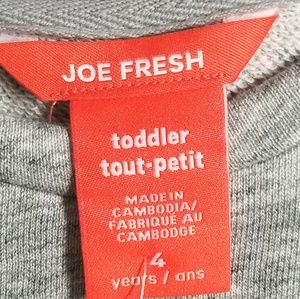 JOE FRESH
toddler
tout-petit
MADE IN
CAMBODIA/
FABRIQUÉ AU
CAMBODGE
4
years / ans